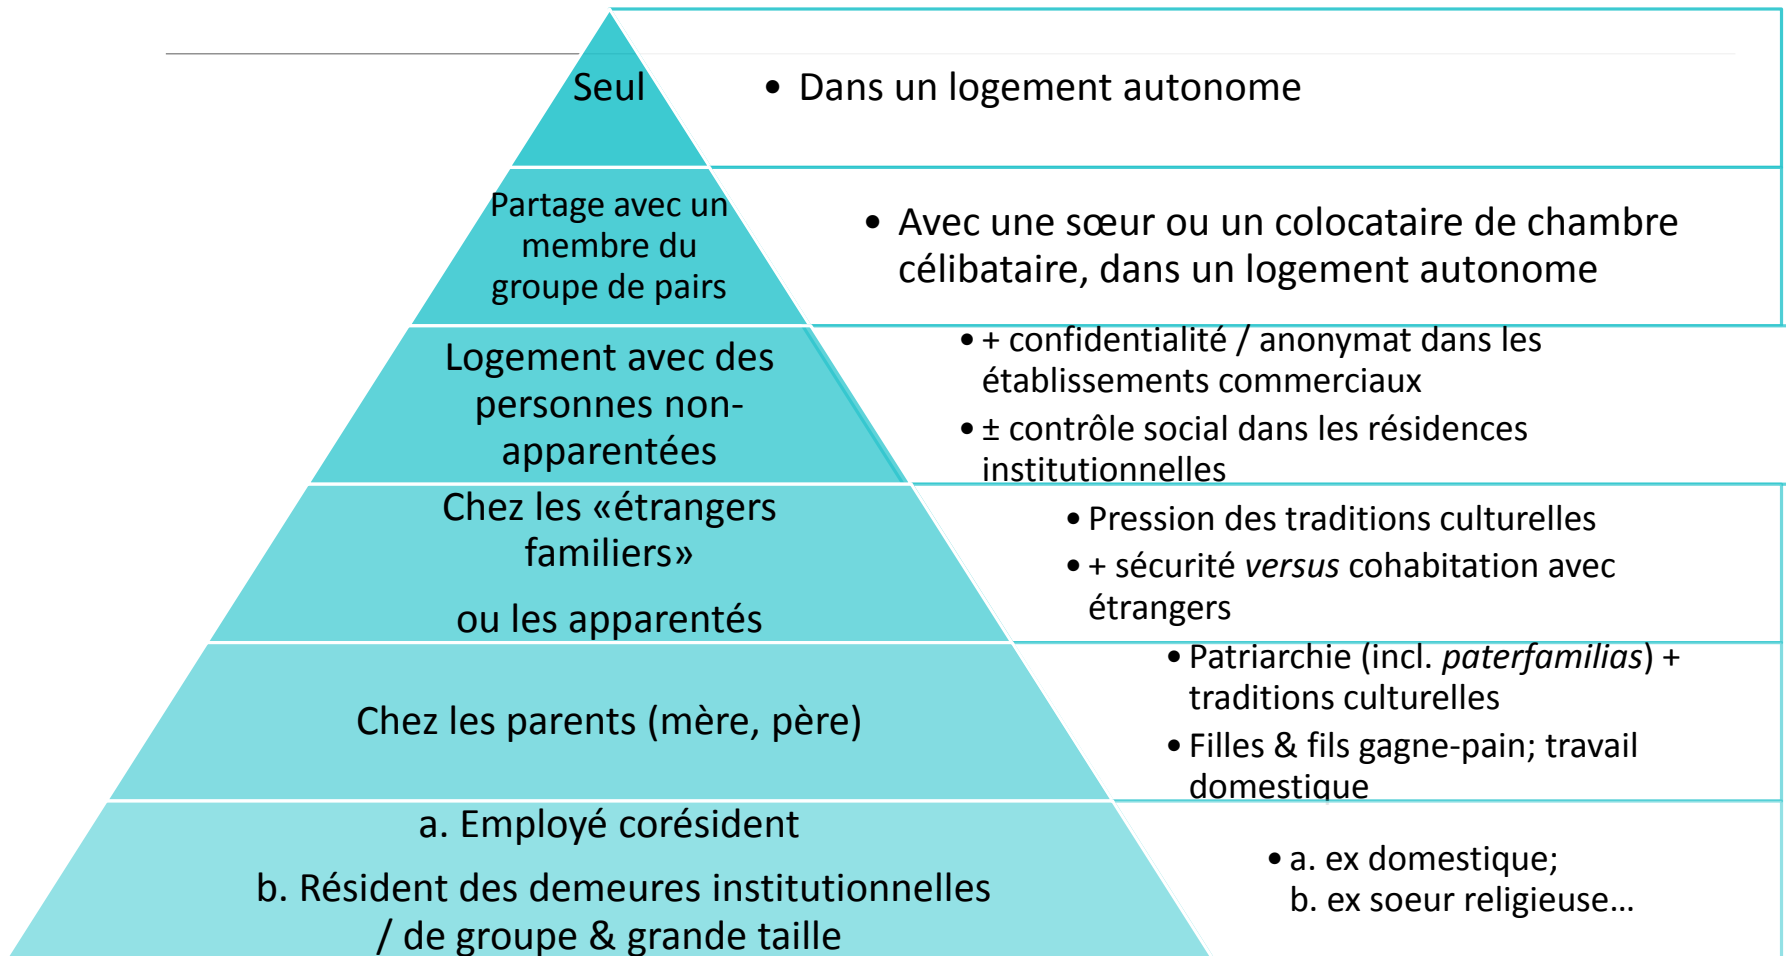 Seul
• Dans un logement autonome
Partage avec un
membre du
groupe de pairs
• Avec une sœur ou un colocataire de chambre
célibataire, dans un logement autonome
Logement avec des
personnes non-
apparentées
• + confidentialité / anonymat dans les
établissements commerciaux
• ± contrôle social dans les résidences
institutionnelles
Chez les «étrangers
familiers»
ou les apparentés
• Pression des traditions culturelles
• + sécurité versus cohabitation avec
étrangers
Chez les parents (mère, père)
• Patriarchie (incl. paterfamilias) +
traditions culturelles
• Filles & fils gagne-pain; travail
domestique
a. Employé corésident
b. Résident des demeures institutionnelles
/ de groupe & grande taille
• a. ex domestique;
b. ex soeur religieuse...